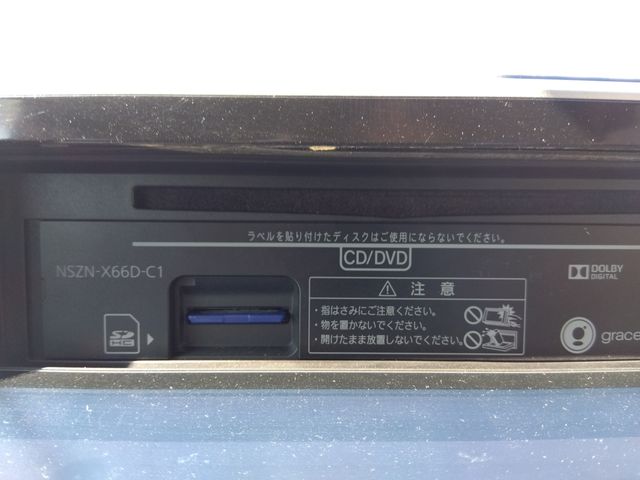 ラベルを貼り付けたディスクはご使用にならないでください。
CD/DVD
NSZN-X66D-C1
DOLBY
DIGITAL
注 意
・指はさみにご注意ください。
・物を置かないでください。
・開けたまま放置しないでください。
SD
HC
grace